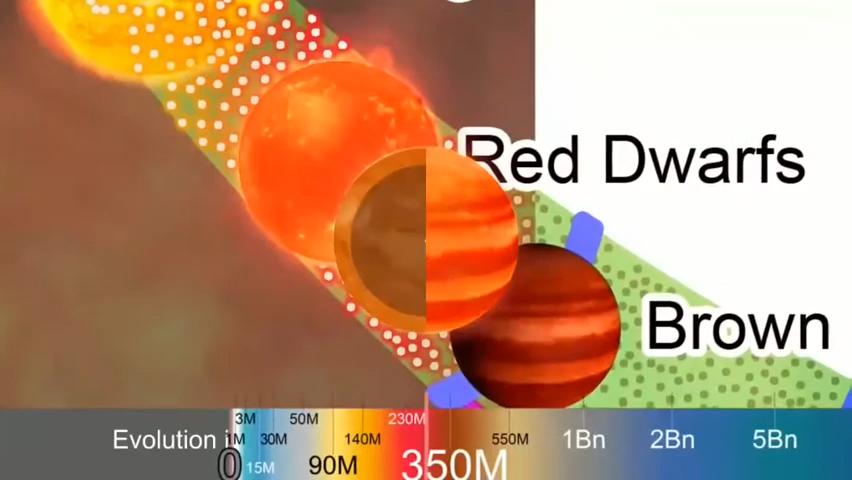 Red Dwarfs
Brown
3M 50M 230M
Evolution i 1M 30M 140M 550M 1Bn 2Bn 5Bn
0 15M 90M 350M